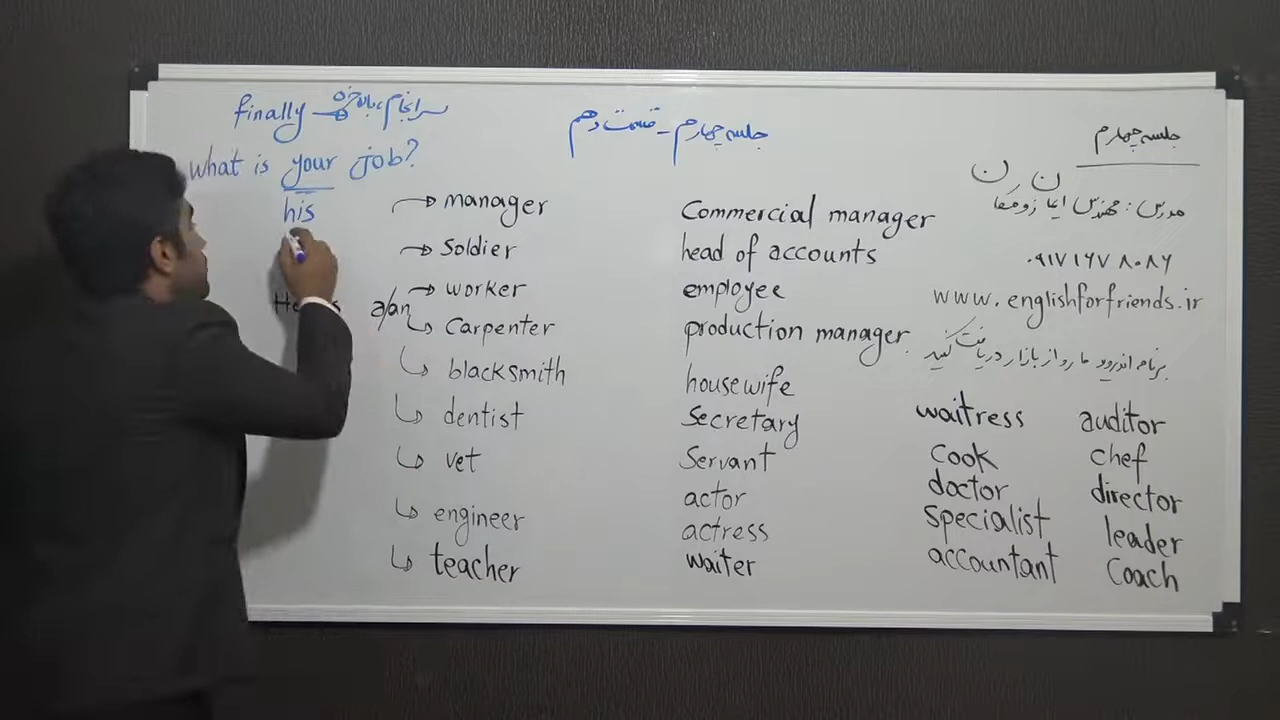 finally → سرانجام، بالاخره
جلسه چهارم - قسمت دهم
جلسه چهارم
what is your job?
his
a/an
→ manager
→ Soldier
→ worker
↳ carpenter
↳ blacksmith
↳ dentist
↳ vet
↳ engineer
↳ teacher
Commercial manager
head of accounts
employee
production manager
housewife
Secretary
Servant
actor
actress
waiter
مدرس: مهندس
۰۹۱۷۱۶۷۸۰۸۶
www.englishforfriends.ir
برنامه اندروید ما رو از بازار دریافت کنید
waitress
cook
doctor
specialist
accountant
auditor
chef
director
leader
Coach